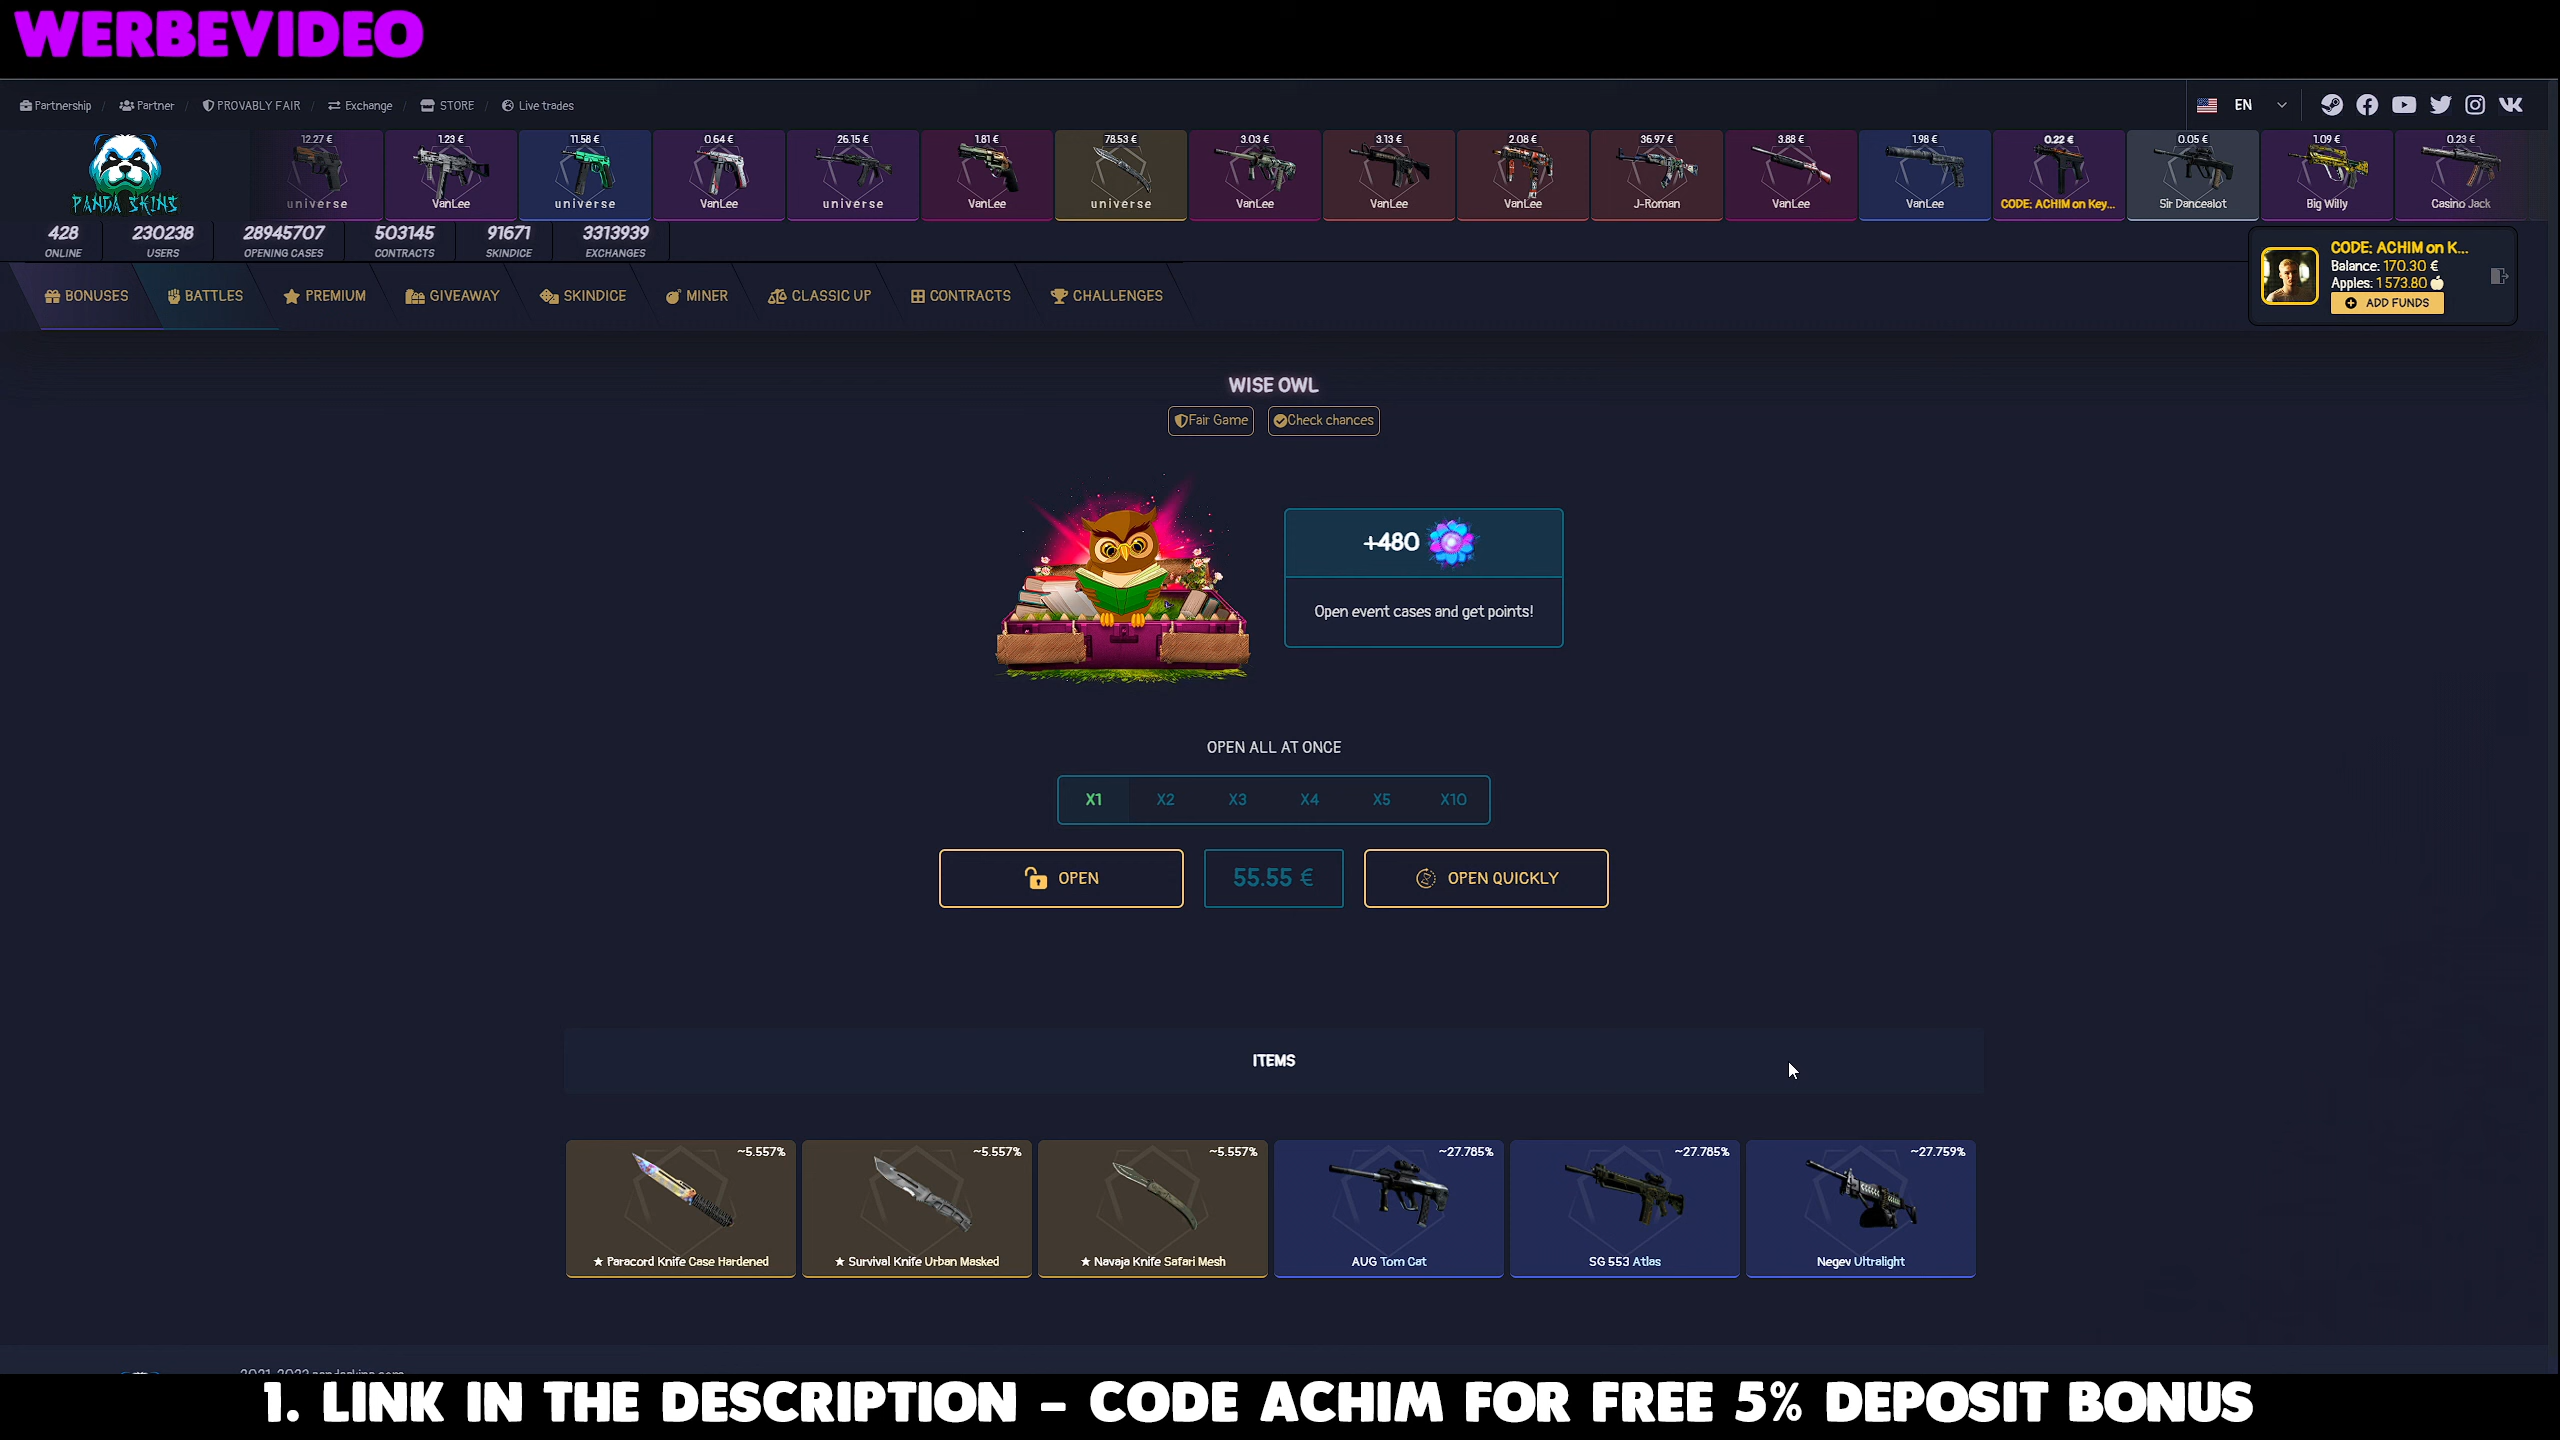 WERBEVIDEO
Partnership / Partner / PROVABLY FAIR / Exchange / STORE / Live trades
EN
12.27 € 1.23 € 11.58 € 0.64 € 26.15 € 1.81 € 78.53 € 3.03 € 3.13 € 2.08 € 36.97 € 3.88 € 1.98 € 0.22 € 0.05 € 1.09 € 0.23 €
PANDA SKINS
universe VanLee universe VanLee universe VanLee universe VanLee VanLee VanLee J-Roman VanLee VanLee CODE: ACHIM on Key... Sir Dancealot Big Willy Casino Jack
428 230238 28945707 503145 91671 3313939
ONLINE USERS OPENING CASES CONTRACTS SKINDICE EXCHANGES
CODE: ACHIM on K...
Balance: 170.30 €
Apples: 1 573.80
ADD FUNDS
BONUSES BATTLES PREMIUM GIVEAWAY SKINDICE MINER CLASSIC UP CONTRACTS CHALLENGES
WISE OWL
Fair Game Check chances
+480
Open event cases and get points!
OPEN ALL AT ONCE
X1 X2 X3 X4 X5 X10
OPEN 55.55 € OPEN QUICKLY
ITEMS
~5.557% ~5.557% ~5.557% ~27.785% ~27.785% ~27.759%
★ Paracord Knife Case Hardened ★ Survival Knife Urban Masked ★ Navaja Knife Safari Mesh AUG Tom Cat SG 553 Atlas Negev Ultralight
1. LINK IN THE DESCRIPTION - CODE ACHIM FOR FREE 5% DEPOSIT BONUS